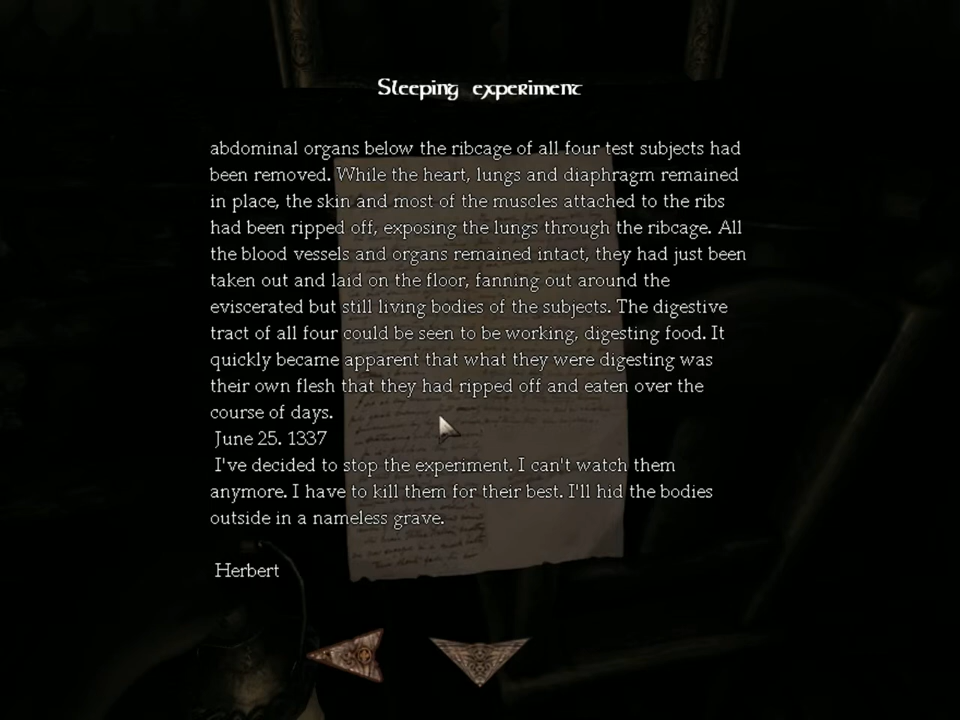 Sleeping experiment
abdominal organs below the ribcage of all four test subjects had
been removed. While the heart, lungs and diaphragm remained
in place, the skin and most of the muscles attached to the ribs
had been ripped off, exposing the lungs through the ribcage. All
the blood vessels and organs remained intact, they had just been
taken out and laid on the floor, fanning out around the
eviscerated but still living bodies of the subjects. The digestive
tract of all four could be seen to be working, digesting food. It
quickly became apparent that what they were digesting was
their own flesh that they had ripped off and eaten over the
course of days.
June 25. 1337
I've decided to stop the experiment. I can't watch them
anymore. I have to kill them for their best. I'll hid the bodies
outside in a nameless grave.
Herbert